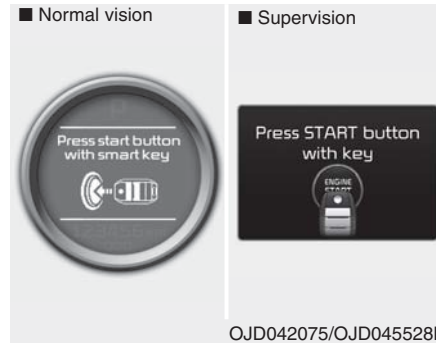 ■ Normal vision
Press start button
with smart key
■ Supervision
Press START button
with key
ENGINE
START
OJD042075/OJD045528